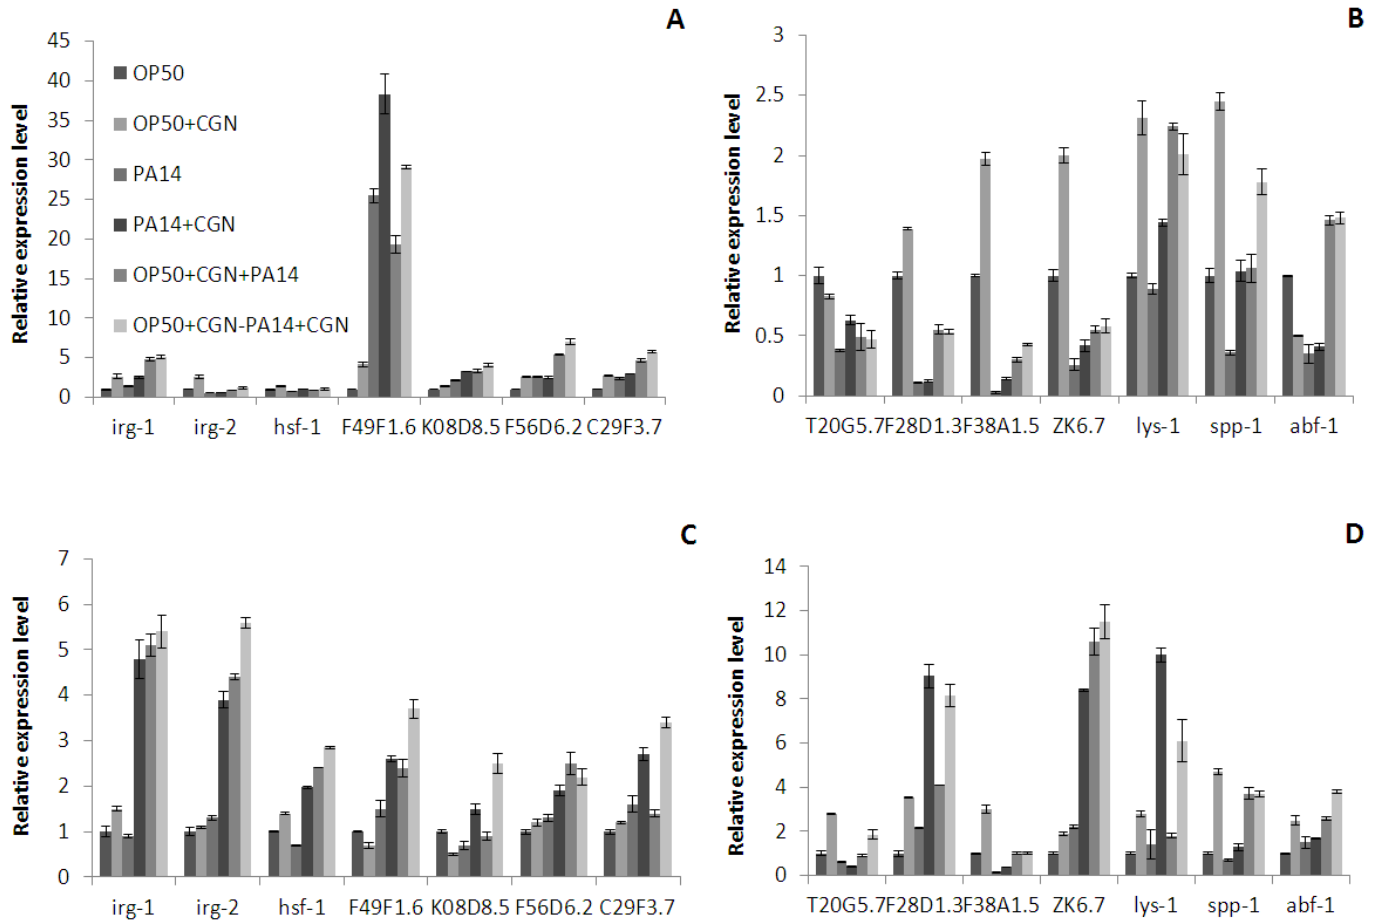 A
Relative expression level
45
40
35
30
25
20
15
10
5
0
OP50
OP50+CGN
PA14
PA14+CGN
OP50+CGN+PA14
OP50+CGN-PA14+CGN
irg-1 irg-2 hsf-1 F49F1.6 K08D8.5 F56D6.2 C29F3.7
B
Relative expression level
3
2.5
2
1.5
1
0.5
0
T20G5.7 F28D1.3 F38A1.5 ZK6.7 lys-1 spp-1 abf-1
C
Relative expression level
7
6
5
4
3
2
1
0
irg-1 irg-2 hsf-1 F49F1.6 K08D8.5 F56D6.2 C29F3.7
D
Relative expression level
14
12
10
8
6
4
2
0
T20G5.7 F28D1.3 F38A1.5 ZK6.7 lys-1 spp-1 abf-1